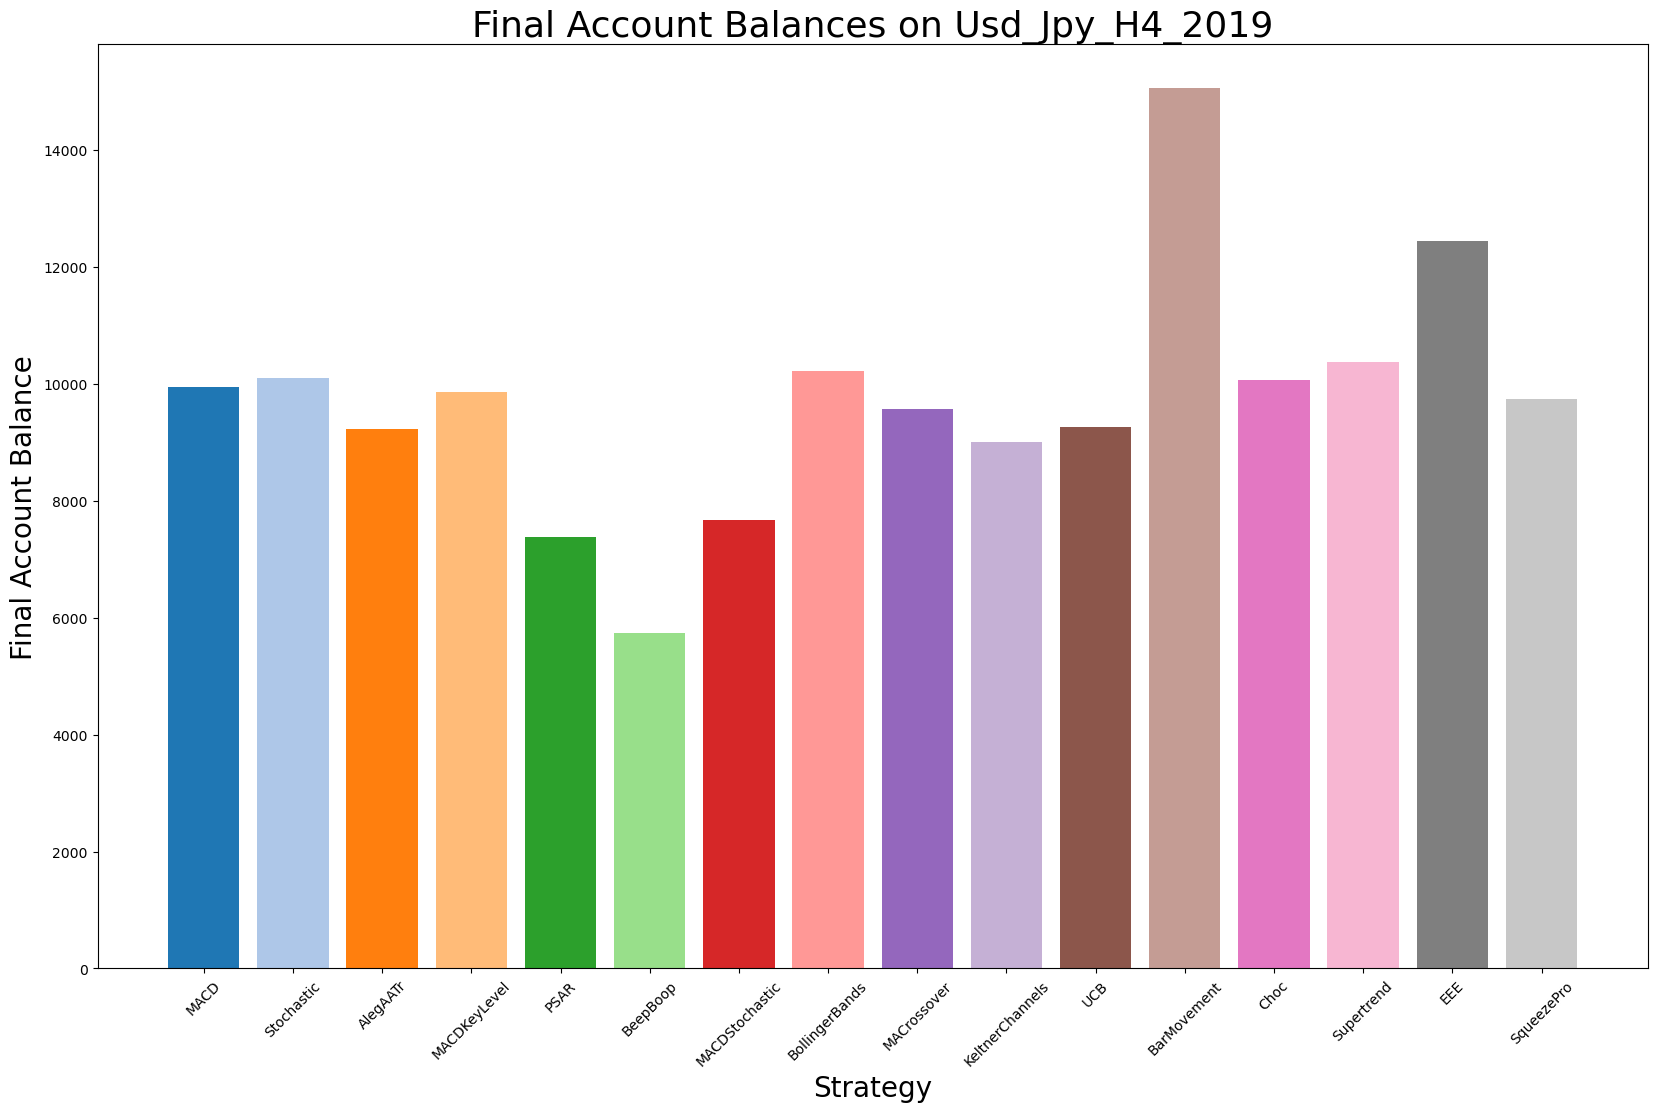 Final Account Balances on Usd_Jpy_H4_2019
Final Account Balance
14000
12000
10000
8000
6000
4000
2000
0
MACD
Stochastic
AlegAATr
MACDKeyLevel
PSAR
BeepBoop
MACDStochastic
BollingerBands
MACrossover
KeltnerChannels
UCB
BarMovement
Choc
Supertrend
EEE
SqueezePro
Strategy